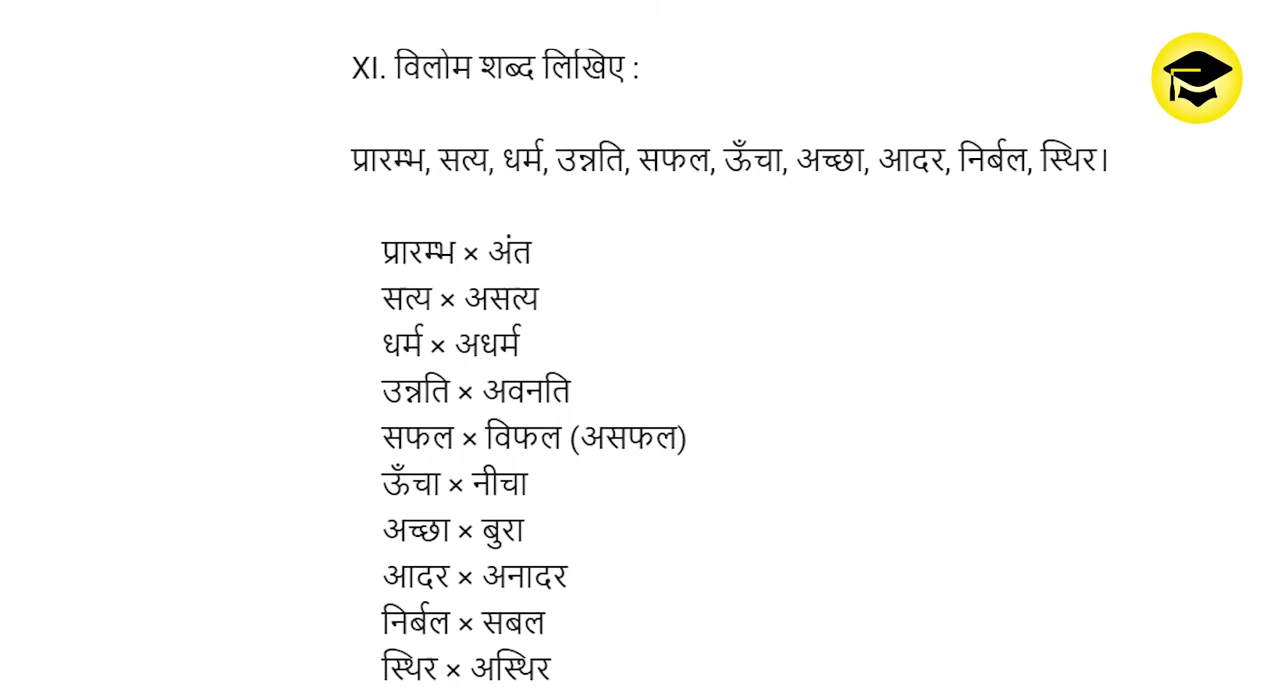 XI. विलोम शब्द लिखिए :
प्रारम्भ, सत्य, धर्म, उन्नति, सफल, ऊँचा, अच्छा, आदर, निर्बल, स्थिर।
प्रारम्भ × अंत
सत्य × असत्य
धर्म × अधर्म
उन्नति × अवनति
सफल × विफल (असफल)
ऊँचा × नीचा
अच्छा × बुरा
आदर × अनादर
निर्बल × सबल
स्थिर × अस्थिर